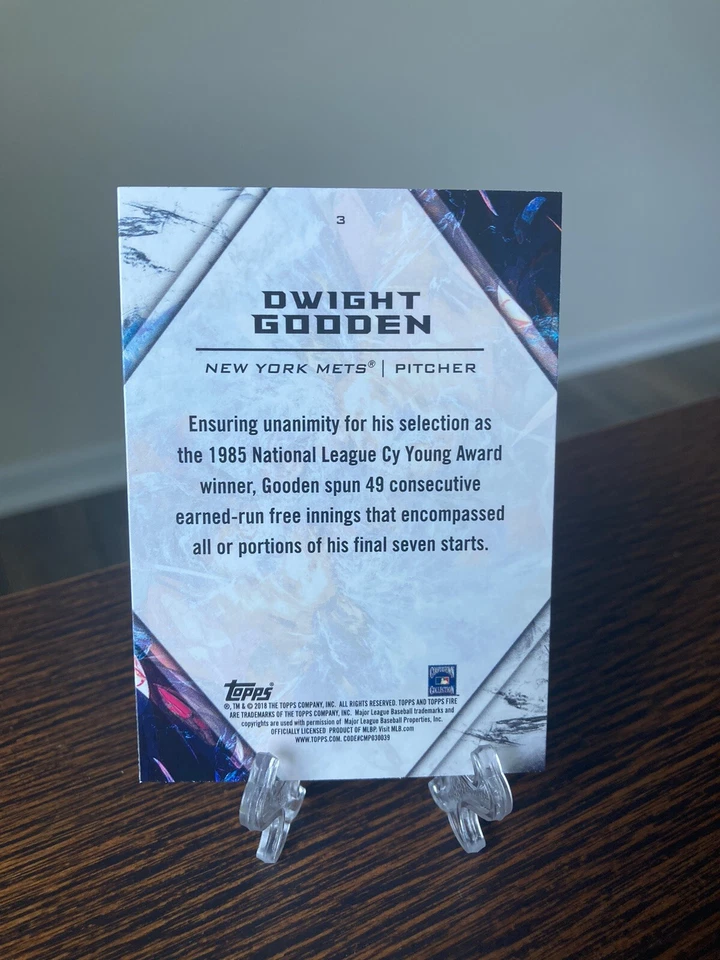 3
DWIGHT
GOODEN
NEW YORK METS® | PITCHER
Ensuring unanimity for his selection as
the 1985 National League Cy Young Award
winner, Gooden spun 49 consecutive
earned-run free innings that encompassed
all or portions of his final seven starts.
Topps
COOPERSTOWN
COLLECTION
®, TM & © 2018 THE TOPPS COMPANY, INC. ALL RIGHTS RESERVED. TOPPS AND TOPPS FIRE
ARE TRADEMARKS OF THE TOPPS COMPANY, INC. Major League Baseball trademarks and
copyrights are used with permission of Major League Baseball Properties, Inc.
OFFICIALLY LICENSED PRODUCT OF MLBP. Visit MLB.com
WWW.TOPPS.COM. CODE#CMP030039